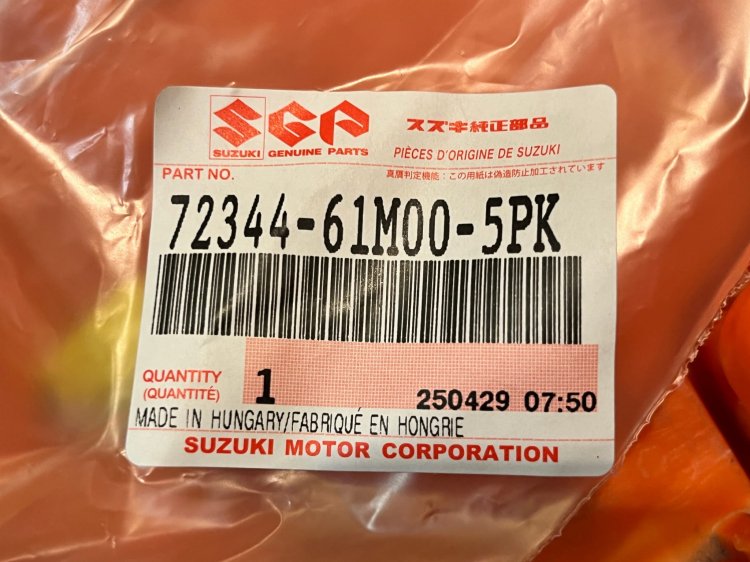 SGP スズキ純正部品
SUZUKI GENUINE PARTS PIÈCES D'ORIGINE DE SUZUKI
PART NO. 真贋判定機能：この用紙は偽造防止加工されています
72344-61M00-5PK
QUANTITY
(QUANTITÉ) 1 250429 07:50
MADE IN HUNGARY/FABRIQUÉ EN HONGRIE
SUZUKI MOTOR CORPORATION